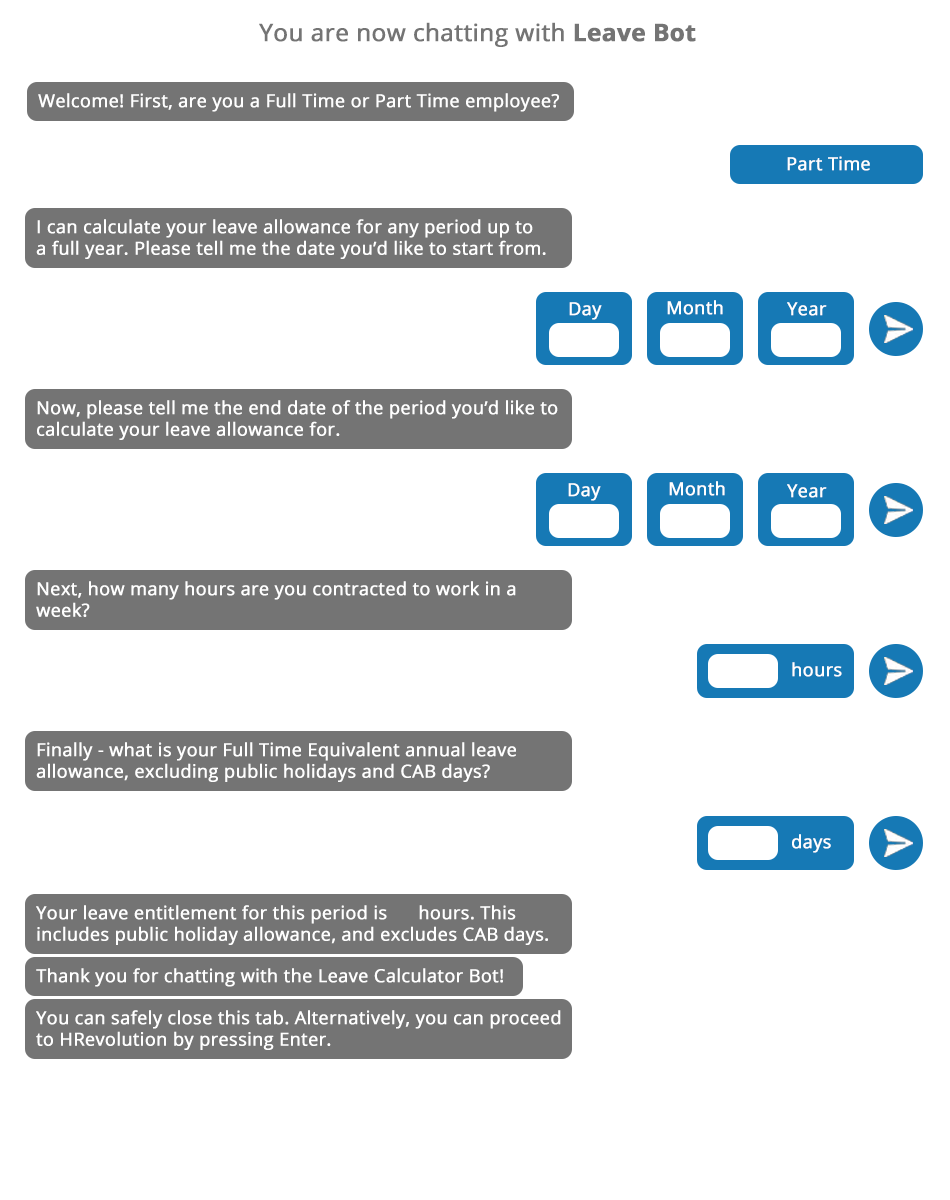 You are now chatting with Leave Bot
Welcome! First, are you a Full Time or Part Time employee?
Part Time
I can calculate your leave allowance for any period up to
a full year. Please tell me the date you’d like to start from.
Day Month Year
Now, please tell me the end date of the period you’d like to
calculate your leave allowance for.
Day Month Year
Next, how many hours are you contracted to work in a
week?
hours
Finally - what is your Full Time Equivalent annual leave
allowance, excluding public holidays and CAB days?
days
Your leave entitlement for this period is hours. This
includes public holiday allowance, and excludes CAB days.
Thank you for chatting with the Leave Calculator Bot!
You can safely close this tab. Alternatively, you can proceed
to HRevolution by pressing Enter.